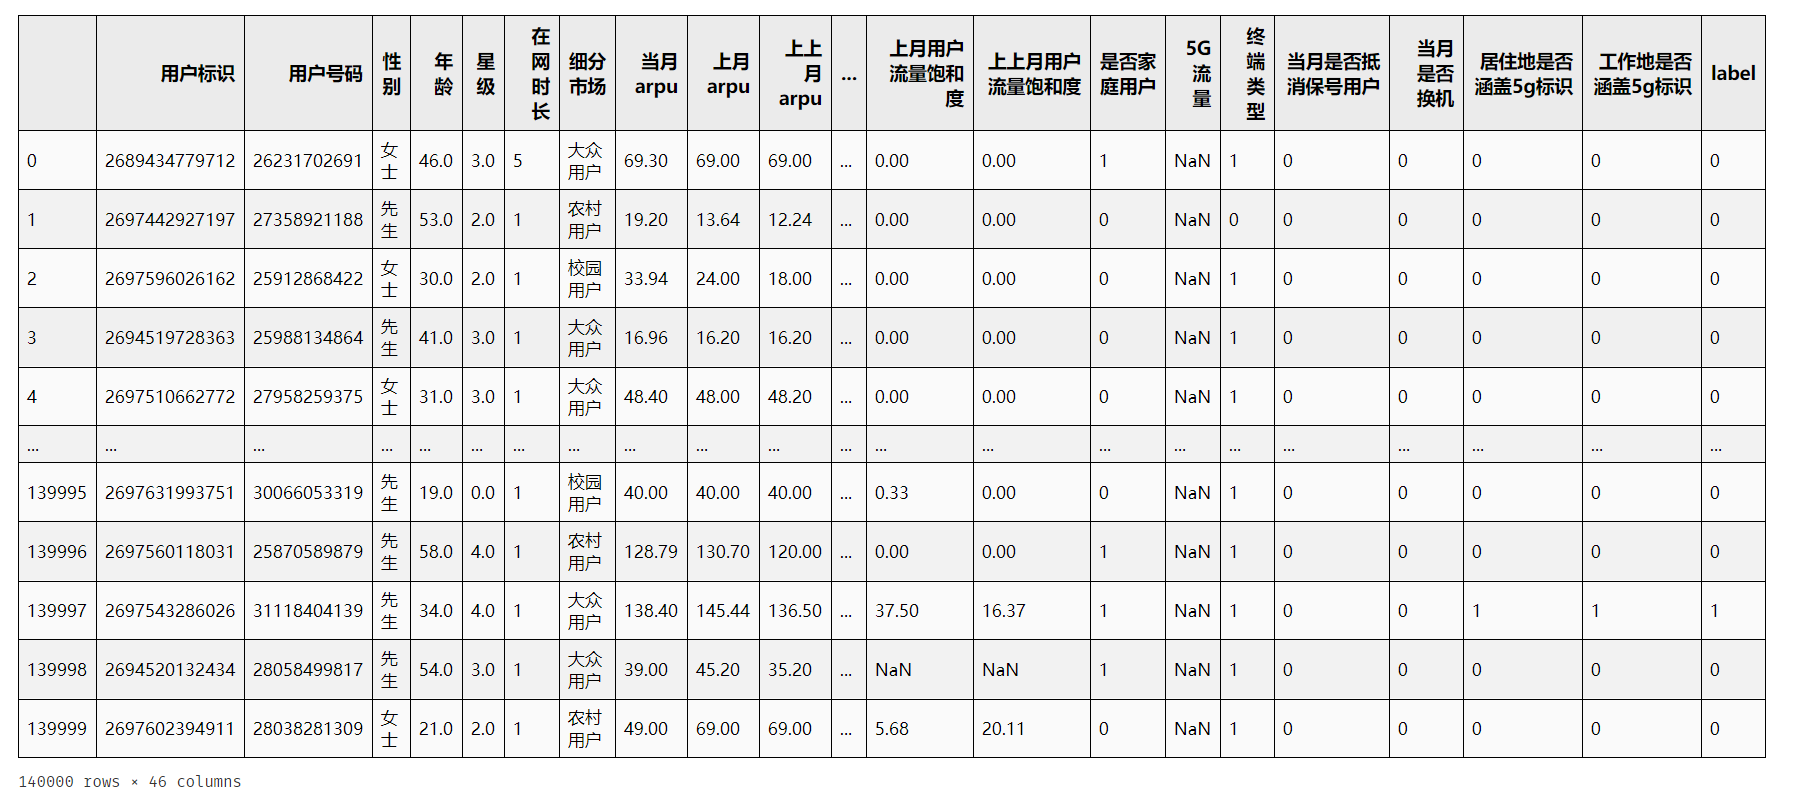 用户标识 用户号码 性别 年龄 星级 在网时长 细分市场 当月arpu 上月arpu 上上月arpu ... 上月用户流量饱和度 上上月用户流量饱和度 是否家庭用户 5G流量 终端类型 当月是否抵消保号用户 当月是否换机 居住地是否涵盖5g标识 工作地是否涵盖5g标识 label
0 2689434779712 26231702691 女士 46.0 3.0 5 大众用户 69.30 69.00 69.00 ... 0.00 0.00 1 NaN 1 0 0 0 0 0
1 2697442927197 27358921188 先生 53.0 2.0 1 农村用户 19.20 13.64 12.24 ... 0.00 0.00 0 NaN 0 0 0 0 0 0
2 2697596026162 25912868422 女士 30.0 2.0 1 校园用户 33.94 24.00 18.00 ... 0.00 0.00 0 NaN 1 0 0 0 0 0
3 2694519728363 25988134864 先生 41.0 3.0 1 大众用户 16.96 16.20 16.20 ... 0.00 0.00 0 NaN 1 0 0 0 0 0
4 2697510662772 27958259375 女士 31.0 3.0 1 大众用户 48.40 48.00 48.20 ... 0.00 0.00 0 NaN 1 0 0 0 0 0
... ... ... ... ... ... ... ... ... ... ... ... ... ... ... ... ... ... ... ... ... ...
139995 2697631993751 30066053319 先生 19.0 0.0 1 校园用户 40.00 40.00 40.00 ... 0.33 0.00 0 NaN 1 0 0 0 0 0
139996 2697560118031 25870589879 先生 58.0 4.0 1 农村用户 128.79 130.70 120.00 ... 0.00 0.00 1 NaN 1 0 0 0 0 0
139997 2697543286026 31118404139 先生 34.0 4.0 1 大众用户 138.40 145.44 136.50 ... 37.50 16.37 1 NaN 1 0 0 1 1 1
139998 2694520132434 28058499817 先生 54.0 3.0 1 大众用户 39.00 45.20 35.20 ... NaN NaN 1 NaN 1 0 0 0 0 0
139999 2697602394911 28038281309 女士 21.0 2.0 1 农村用户 49.00 69.00 69.00 ... 5.68 20.11 0 NaN 1 0 0 0 0 0
140000 rows × 46 columns